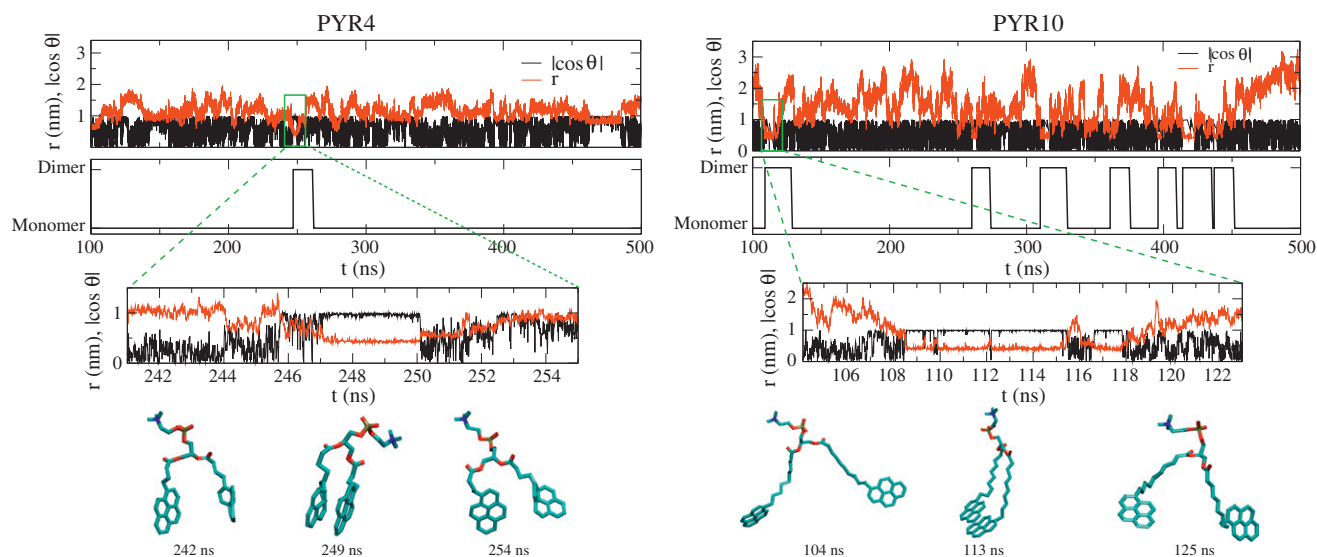 PYR4
PYR10
r (nm), |cos θ|
3
2
1
|cos θ|
r
r (nm), |cos θ|
3
2
1
0
|cos θ|
r
Dimer
Monomer
100 200 300 400 500
t (ns)
Dimer
Monomer
100 200 300 400 500
t (ns)
r (nm), |cos θ|
1
0
242 244 246 248 250 252 254
t (ns)
r (nm), |cos θ|
2
1
0
106 108 110 112 113 114 116 118 120 122
t (ns)
242 ns 249 ns 254 ns
104 ns 113 ns 125 ns